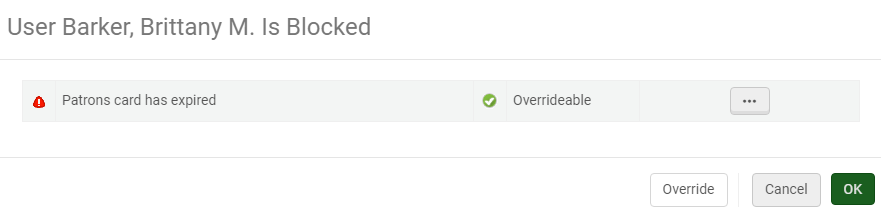 User Barker, Brittany M. Is Blocked
Patrons card has expired Overrideable ...
Override Cancel OK